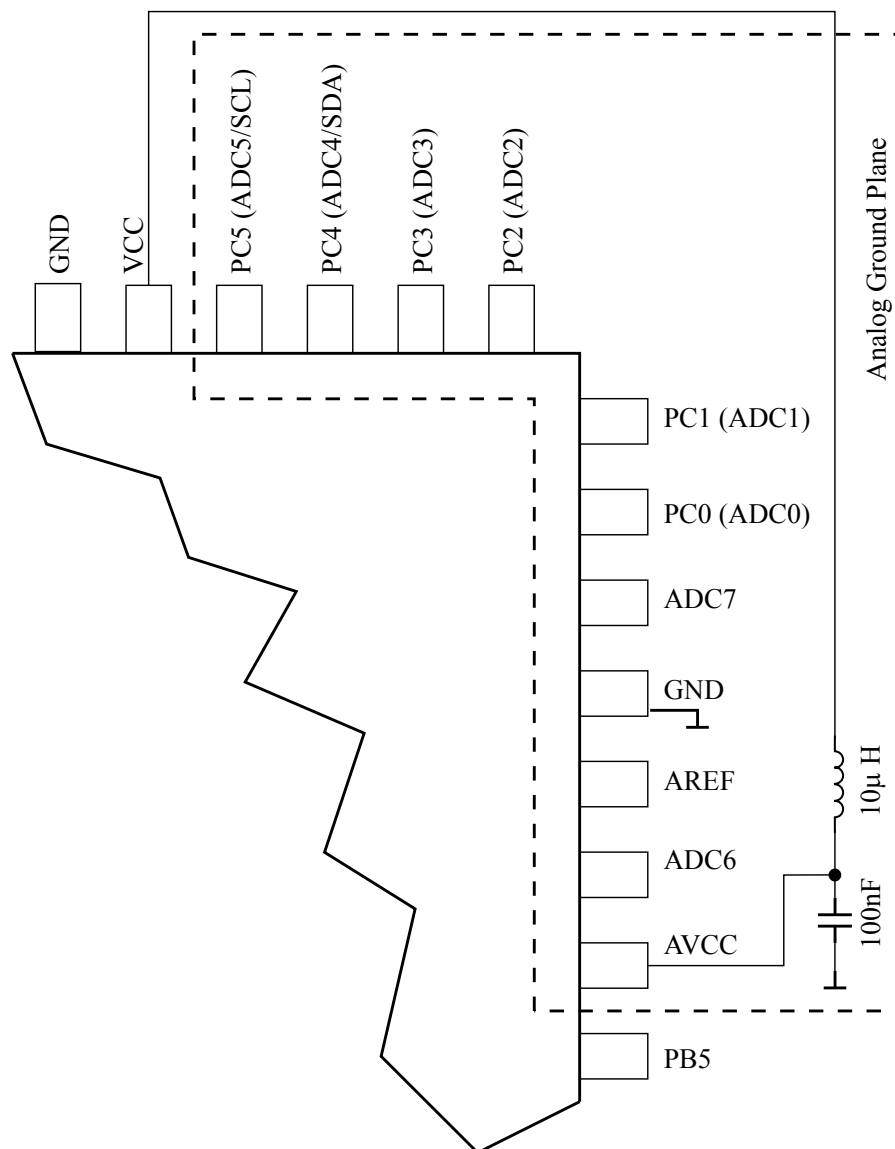 GND
VCC
PC5 (ADC5/SCL)
PC4 (ADC4/SDA)
PC3 (ADC3)
PC2 (ADC2)
Analog Ground Plane
PC1 (ADC1)
PC0 (ADC0)
ADC7
GND
AREF
10µ H
ADC6
100nF
AVCC
PB5